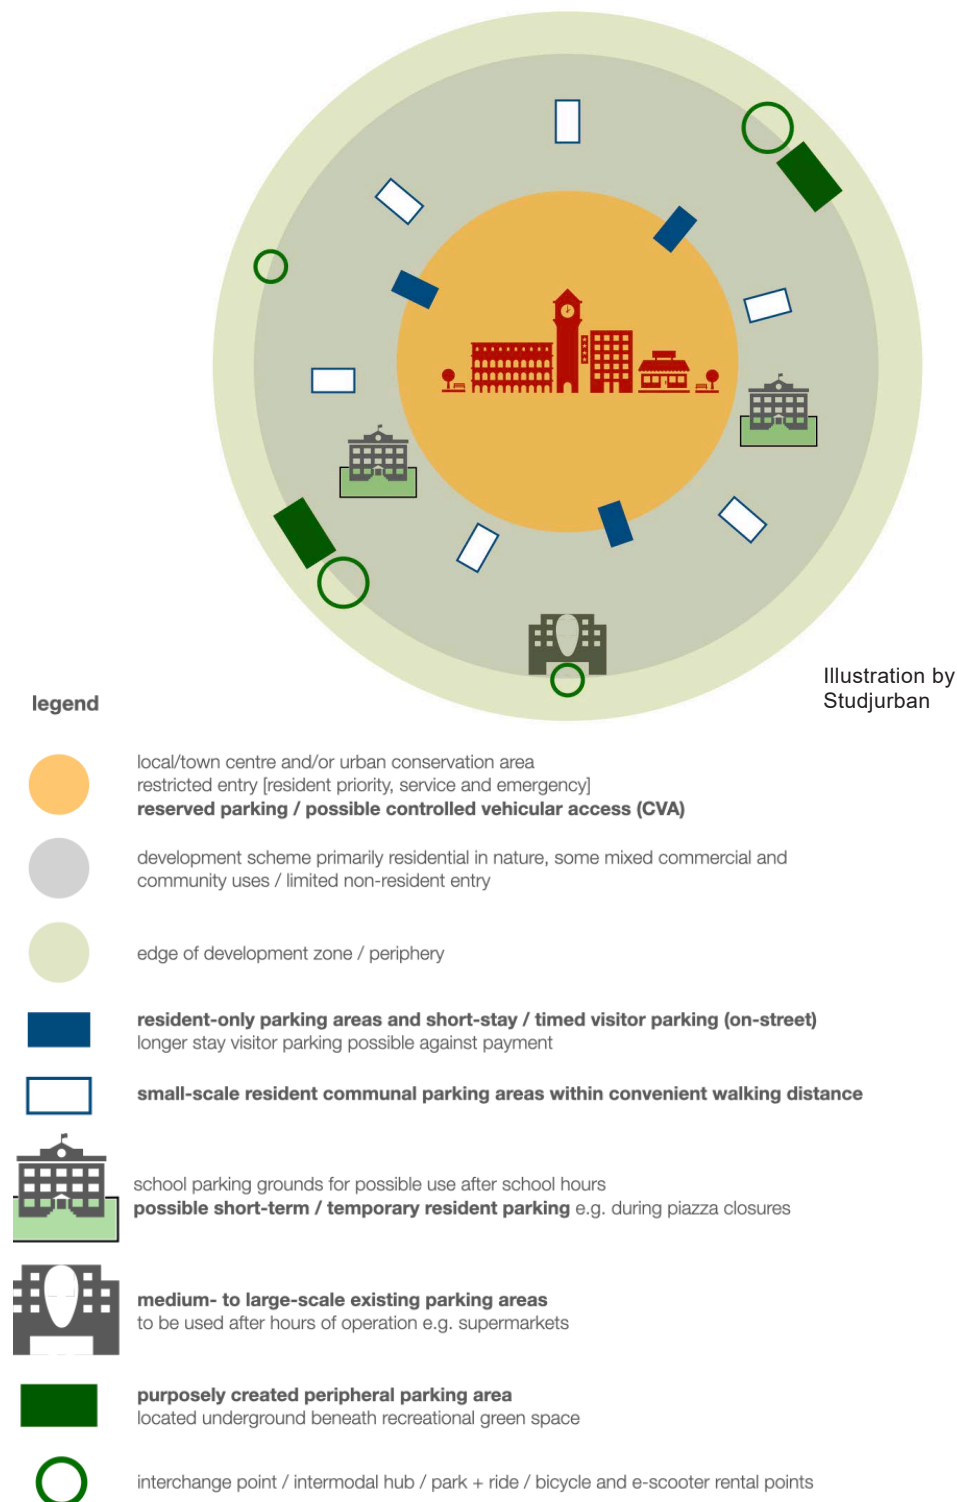 Illustration by
Studjurban
legend
local/town centre and/or urban conservation area
restricted entry [resident priority, service and emergency]
reserved parking / possible controlled vehicular access (CVA)
development scheme primarily residential in nature, some mixed commercial and
community uses / limited non-resident entry
edge of development zone / periphery
resident-only parking areas and short-stay / timed visitor parking (on-street)
longer stay visitor parking possible against payment
small-scale resident communal parking areas within convenient walking distance
school parking grounds for possible use after school hours
possible short-term / temporary resident parking e.g. during piazza closures
medium- to large-scale existing parking areas
to be used after hours of operation e.g. supermarkets
purposely created peripheral parking area
located underground beneath recreational green space
interchange point / intermodal hub / park + ride / bicycle and e-scooter rental points